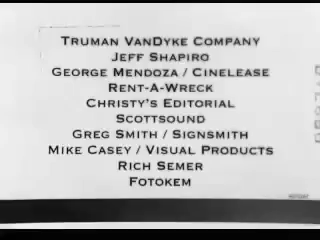 TRUMAN VANDYKE COMPANY
JEFF SHAPIRO
GEORGE MENDOZA / CINELEASE
RENT-A-WRECK
CHRISTY'S EDITORIAL
SCOTTSOUND
GREG SMITH / SIGNSMITH
MIKE CASEY / VISUAL PRODUCTS
RICH SEMER
FOTOKEM